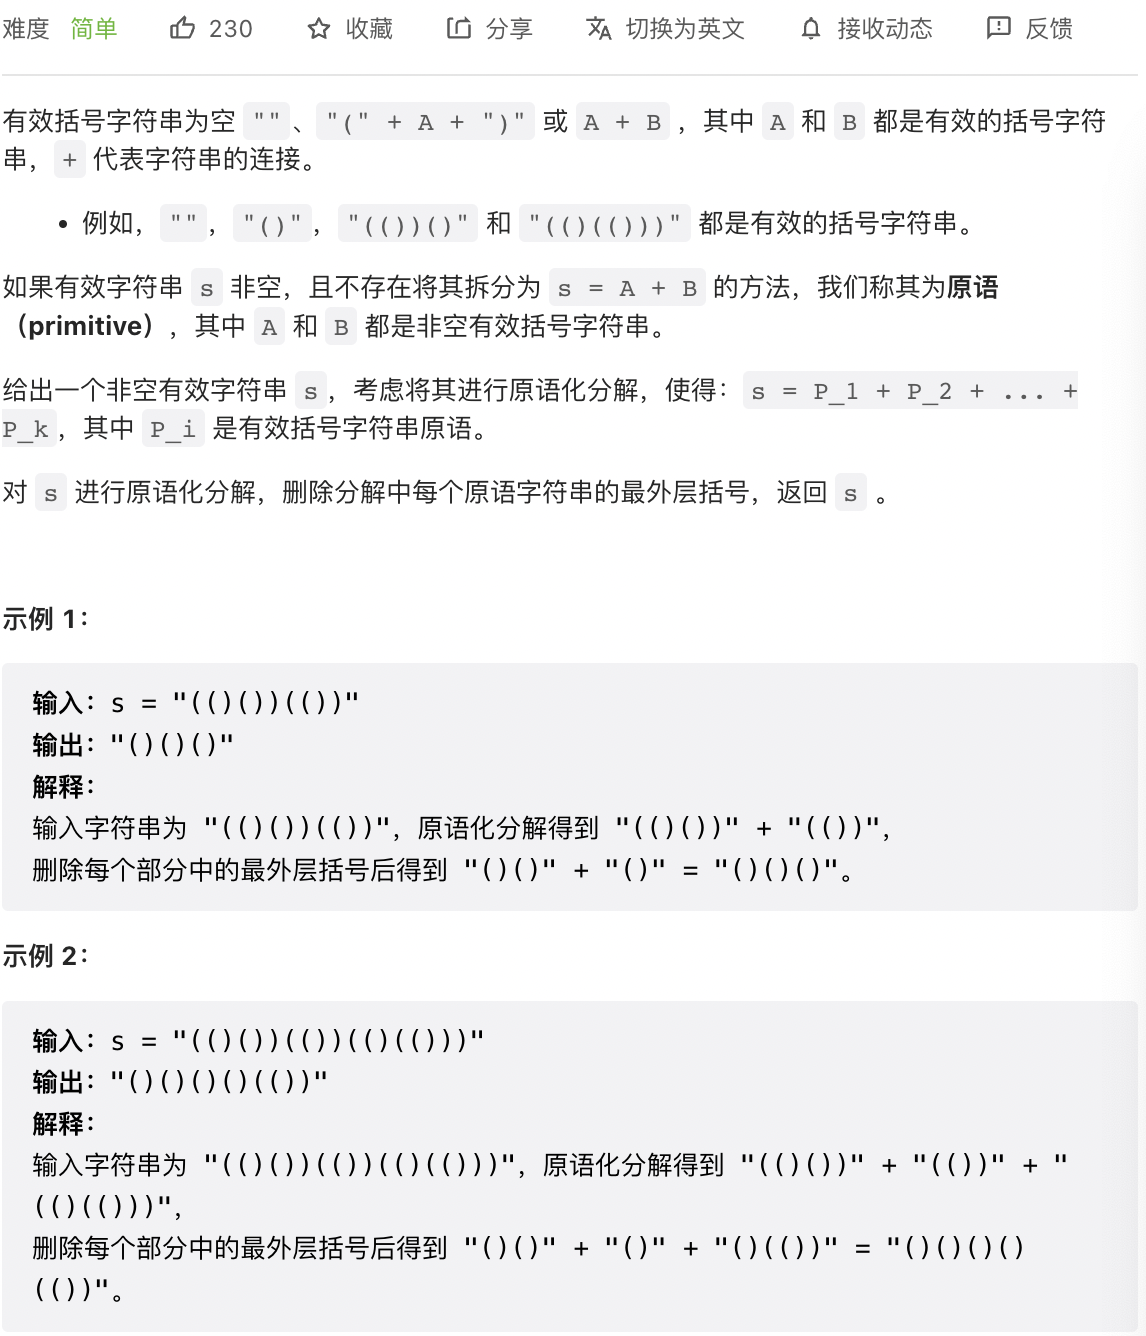 难度 简单 230 收藏 分享 切换为英文 接收动态 反馈
有效括号字符串为空 ""、"(" + A + ")" 或 A + B ，其中 A 和 B 都是有效的括号字符
串，+ 代表字符串的连接。
• 例如，""，"()"，"(())()" 和 "(()(()))" 都是有效的括号字符串。
如果有效字符串 s 非空，且不存在将其拆分为 s = A + B 的方法，我们称其为原语
（primitive），其中 A 和 B 都是非空有效括号字符串。
给出一个非空有效字符串 s，考虑将其进行原语化分解，使得：s = P_1 + P_2 + ... +
P_k，其中 P_i 是有效括号字符串原语。
对 s 进行原语化分解，删除分解中每个原语字符串的最外层括号，返回 s 。
示例 1：
输入：s = "(()())(())"
输出："()()()"
解释：
输入字符串为 "(()())(())"，原语化分解得到 "(()())" + "(())"，
删除每个部分中的最外层括号后得到 "()()" + "()" = "()()()"。
示例 2：
输入：s = "(()())(())(()(()))"
输出："()()()()(())"
解释：
输入字符串为 "(()())(())(()(()))"，原语化分解得到 "(()())" + "(())" + "
(()(()))"，
删除每个部分中的最外层括号后得到 "()()" + "()" + "()(())" = "()()()()
(())"。